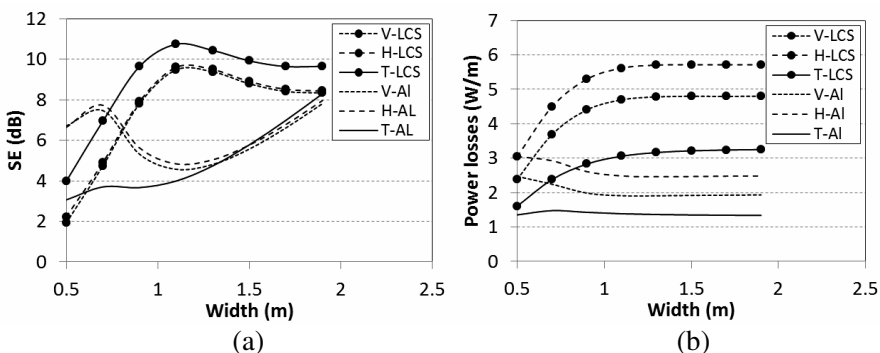 12
10
8
6
4
2
0
SE (dB)
0.5
1
1.5
2
2.5
Width (m)
V-LCS
H-LCS
T-LCS
V-Al
H-AL
T-AL
(a)
7
6
5
4
3
2
1
0
Power losses (W/m)
0.5
1
1.5
2
2.5
Width (m)
V-LCS
H-LCS
T-LCS
V-Al
H-Al
T-Al
(b)